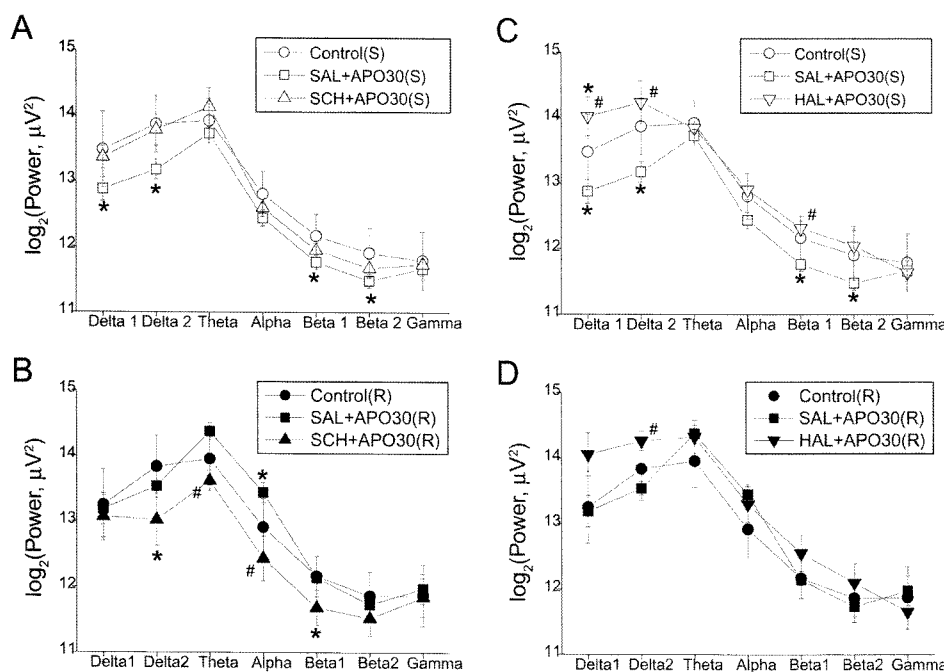 A
15
14
13
12
11
log₂(Power, μV²)
Control(S)
SAL+APO30(S)
SCH+APO30(S)
*
*
*
*
Delta 1 Delta 2 Theta Alpha Beta 1 Beta 2 Gamma
C
15
14
13
12
11
log₂(Power, μV²)
Control(S)
SAL+APO30(S)
HAL+APO30(S)
*
#
#
*
*
#
*
*
Delta 1 Delta 2 Theta Alpha Beta 1 Beta 2 Gamma
B
15
14
13
12
11
log₂(Power, μV²)
Control(R)
SAL+APO30(R)
SCH+APO30(R)
*
#
*
#
*
Delta1 Delta2 Theta Alpha Beta1 Beta2 Gamma
D
15
14
13
12
11
log₂(Power, μV²)
Control(R)
SAL+APO30(R)
HAL+APO30(R)
#
Delta1 Delta2 Theta Alpha Beta1 Beta2 Gamma